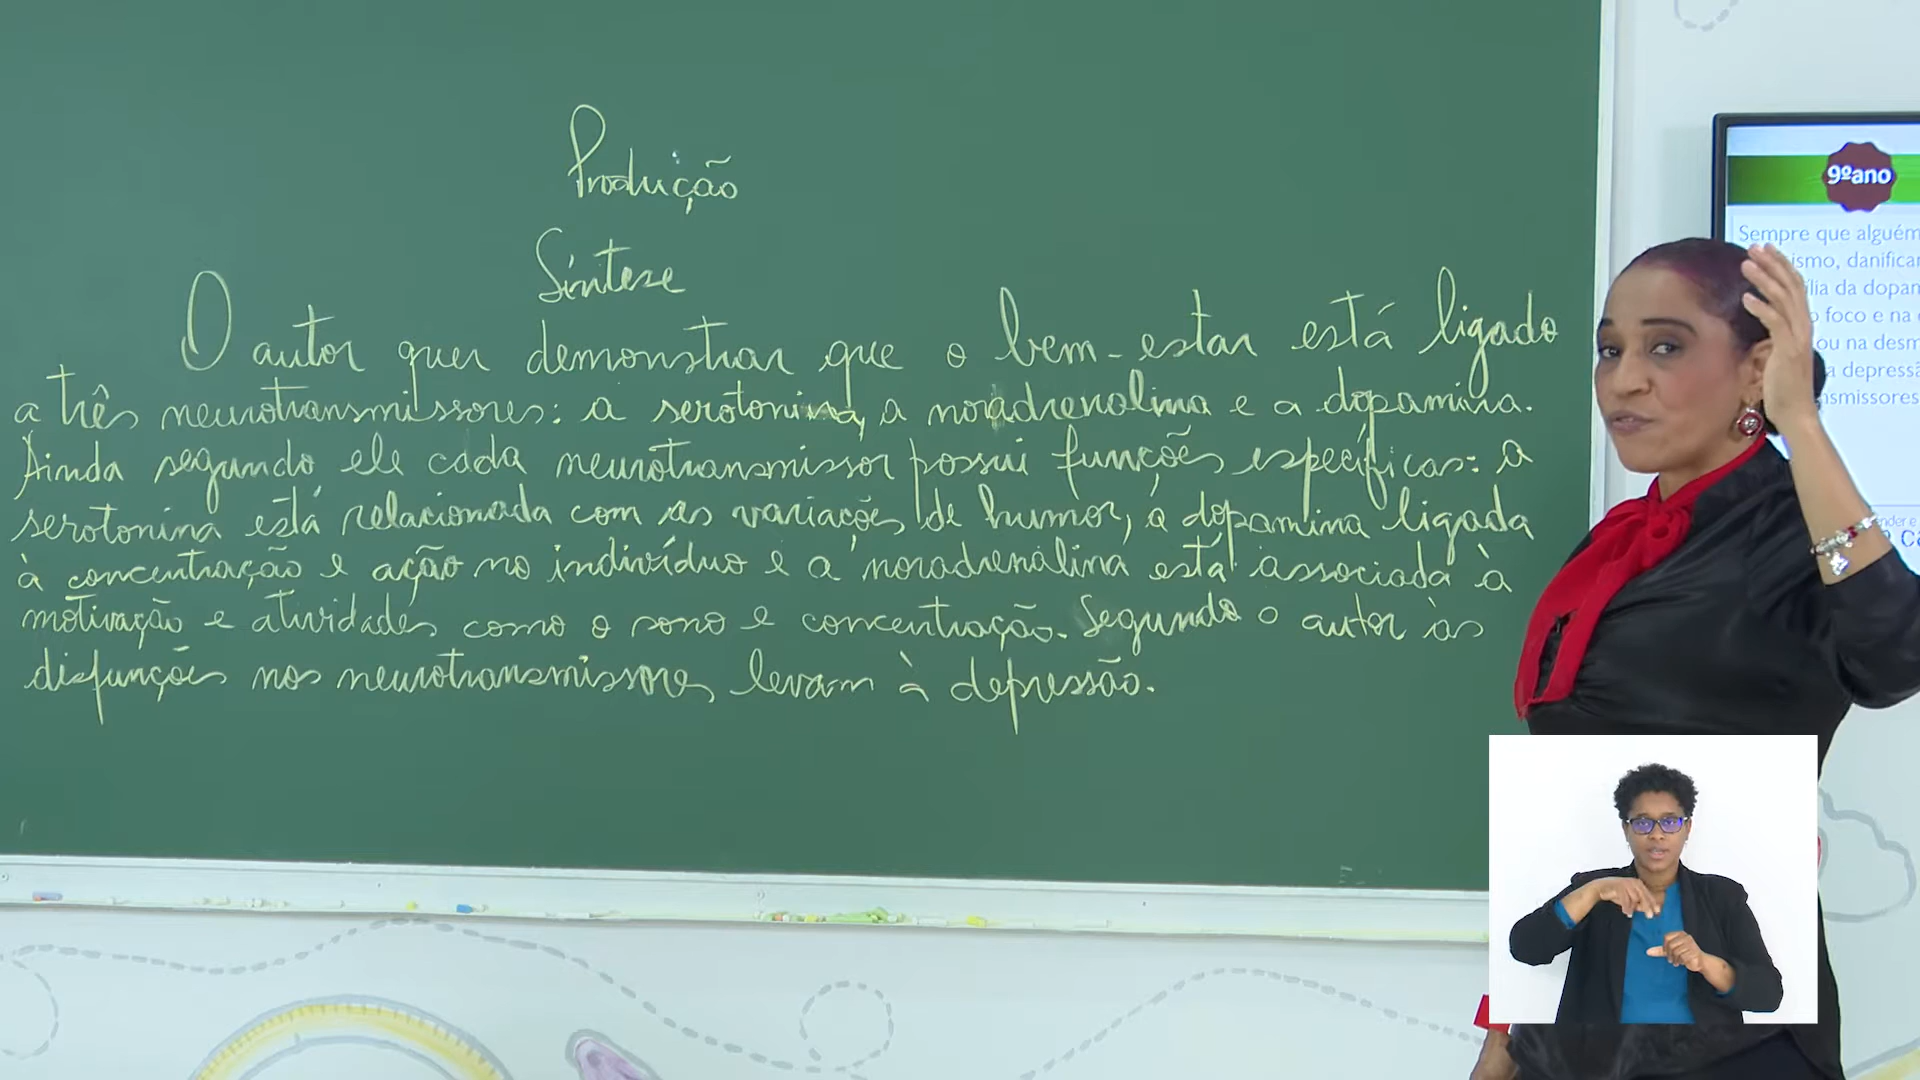 Produção
Síntese
O autor quer demonstrar que o bem-estar está ligado
a três neurotransmissores: a serotonina, a noradrenalina e a dopamina.
Ainda segundo ele cada neurotransmissor possui funções específicas: a
serotonina está relacionada com as variações de humor, a dopamina ligada
à concentração e ação no indivíduo e a noradrenalina está associada à
motivação e atividades como o sono e concentração. Segundo o autor às
disfunções nos neurotransmissores levam à depressão.
9ºano
Sempre que alguém
ismo, danificar
ília da dopam
foco e na
ou na desm
a depressã
nsmissores